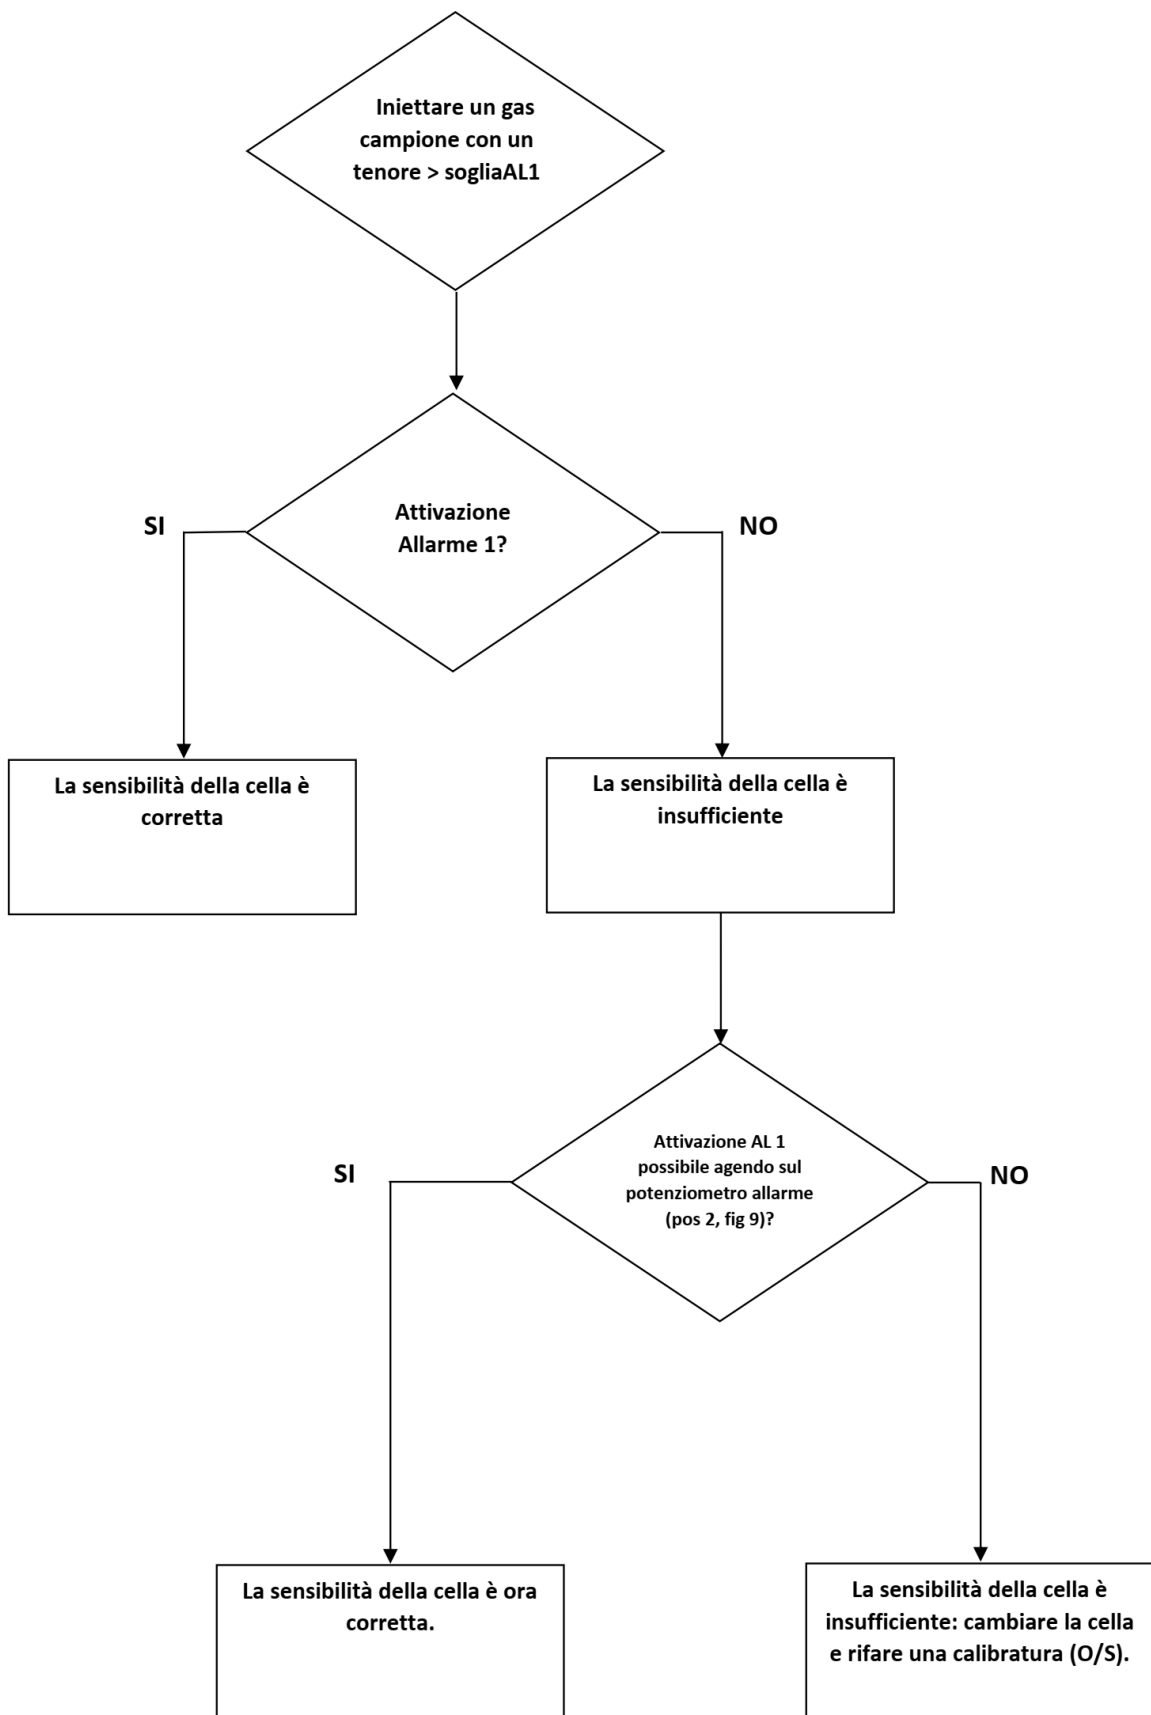 Iniettare un gas
campione con un
tenore > sogliaAL1
Attivazione
Allarme 1?
SI
NO
La sensibilità della cella è
corretta
La sensibilità della cella è
insufficiente
Attivazione AL 1
possibile agendo sul
potenziometro allarme
(pos 2, fig 9)?
SI
NO
La sensibilità della cella è ora
corretta.
La sensibilità della cella è
insufficiente: cambiare la cella
e rifare una calibratura (O/S).